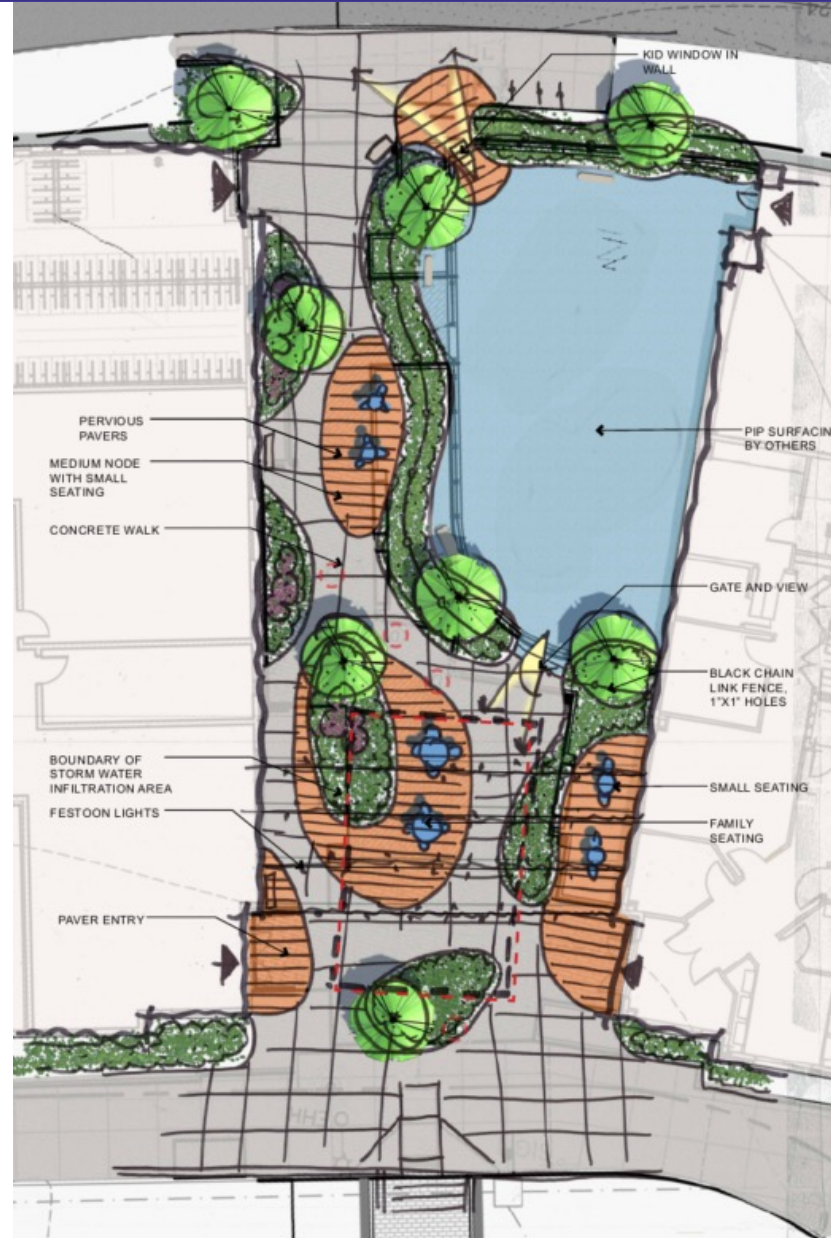 KID WINDOW IN
WALL
PERVIOUS
PAVERS
MEDIUM NODE
WITH SMALL
SEATING
PIP SURFACIN
BY OTHERS
CONCRETE WALK
GATE AND VIEW
BLACK CHAIN
LINK FENCE,
1"X1" HOLES
BOUNDARY OF
STORM WATER
INFILTRATION AREA
SMALL SEATING
FESTOON LIGHTS
FAMILY
SEATING
PAVER ENTRY